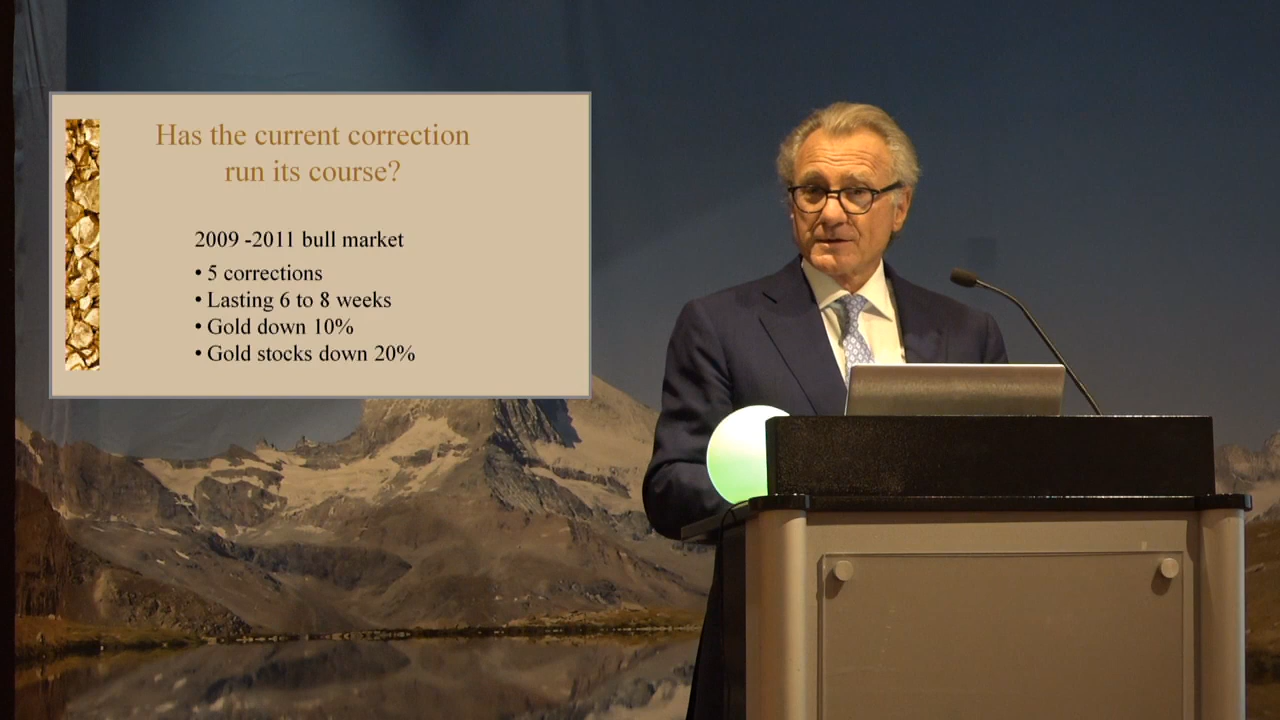 Has the current correction
run its course?
2009 -2011 bull market
• 5 corrections
• Lasting 6 to 8 weeks
• Gold down 10%
• Gold stocks down 20%